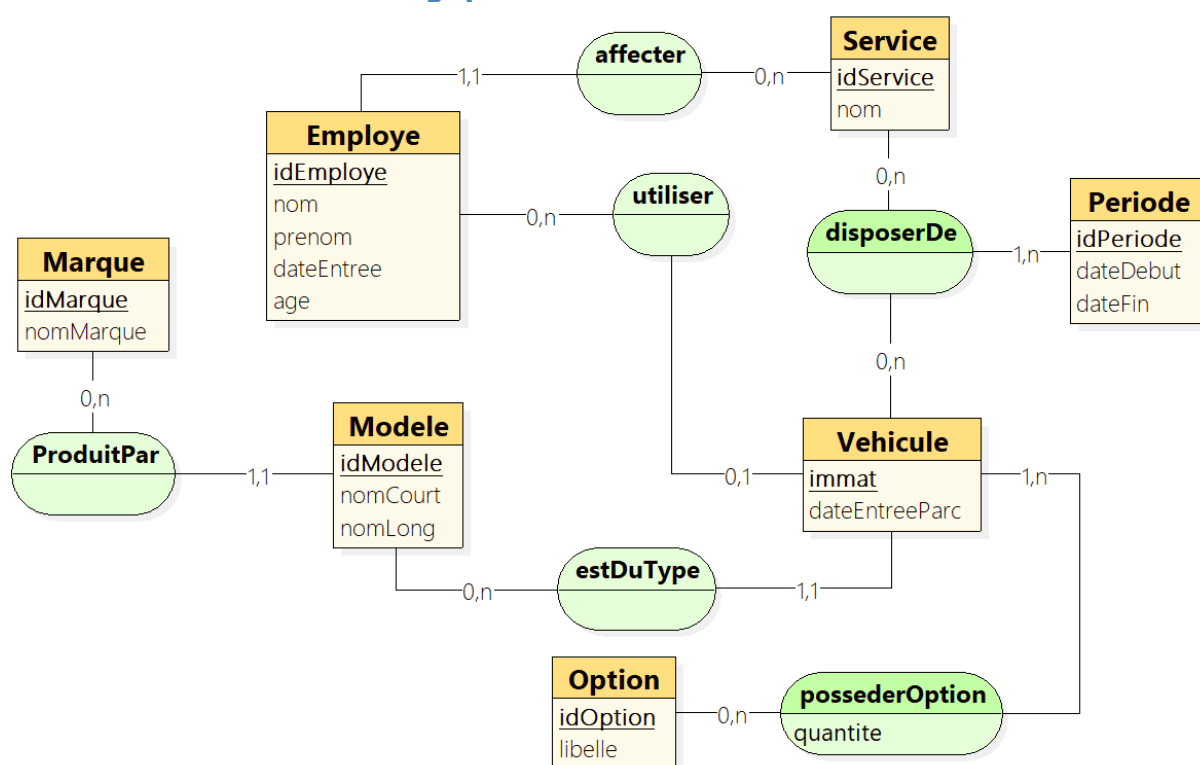 Service
idService
nom
affecter
1,1
0,n
Employe
idEmploye
nom
prenom
dateEntree
age
utiliser
0,n
0,n
disposerDe
1,n
Periode
idPeriode
dateDebut
dateFin
Marque
idMarque
nomMarque
0,n
0,n
ProduitPar
1,1
Modele
idModele
nomCourt
nomLong
Vehicule
immat
dateEntreeParc
0,1
1,n
estDuType
0,n
1,1
Option
idOption
libelle
0,n
possederOption
quantite